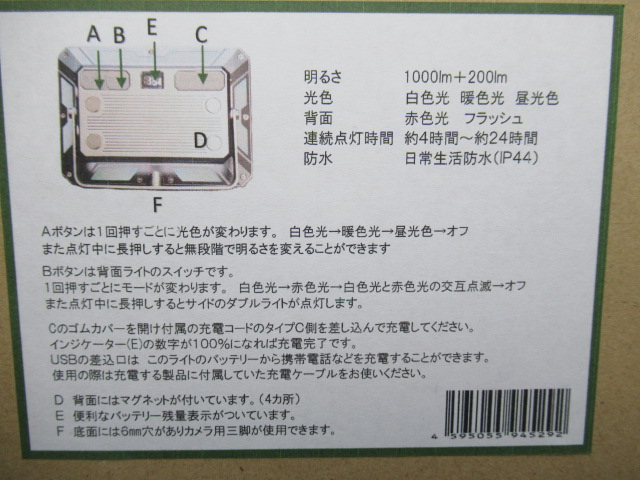 A B E C
明るさ 1000lm＋200lm
光色 白色光 暖色光 昼光色
背面 赤色光 フラッシュ
連続点灯時間 約4時間～約24時間
防水 日常生活防水(IP44)
D
F
Aボタンは1回押すごとに光色が変わります。 白色光→暖色光→昼光色→オフ
また点灯中に長押しすると無段階で明るさを変えることができます
Bボタンは背面ライトのスイッチです。
1回押すごとにモードが変わります。 白色光→赤色光→白色光と赤色光の交互点滅→オフ
また点灯中に長押しするとサイドのダブルライトが点灯します。
Cのゴムカバーを開け付属の充電コードのタイプC側を差し込んで充電してください。
インジケーター(E)の数字が100%になれば充電完了です。
USBの差込口は このライトのバッテリーから携帯電話などを充電することができます。
使用の際は充電する製品に付属していた充電ケーブルをお使いください。
D 背面にはマグネットが付いています。(4カ所)
E 便利なバッテリー残量表示がついています。
F 底面には6mm穴がありカメラ用三脚が使用できます。
4 595055 945292